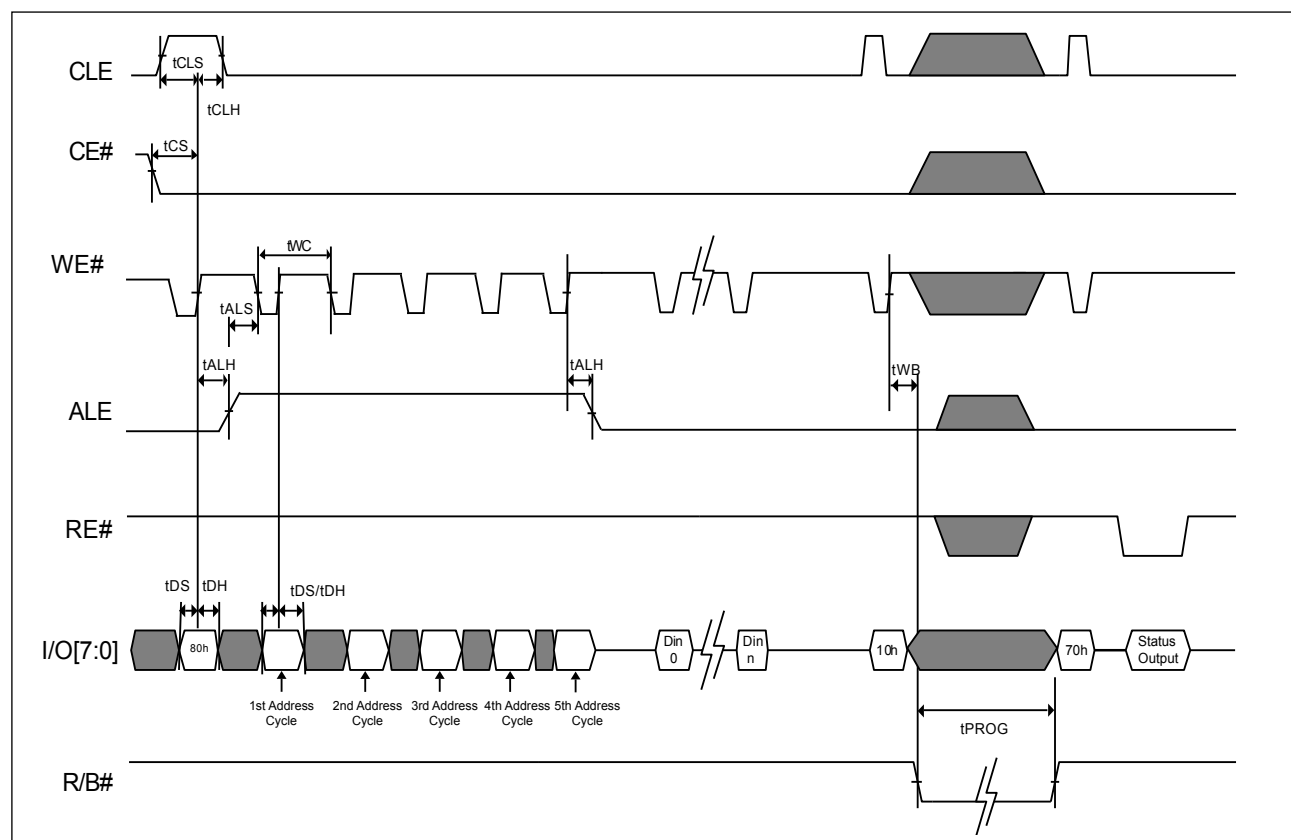 CLE
tCLS
tCLH
CE#
tCS
WE#
tWC
tALS
ALE
tALH
tALH
tWB
RE#
tDS
tDH
tDS/tDH
I/O[7:0]
80h
Din
0
Din
n
10h
70h
Status
Output
1st Address
Cycle
2nd Address
Cycle
3rd Address
Cycle
4th Address
Cycle
5th Address
Cycle
tPROG
R/B#